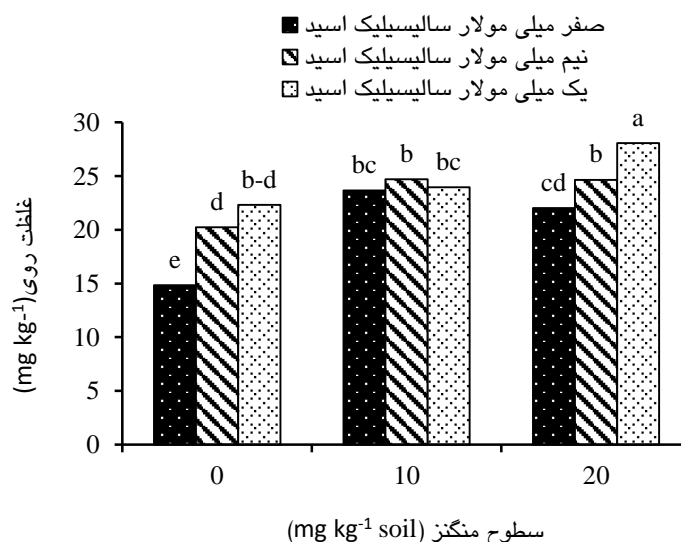 صفر میلی مولار سالیسیلیک اسید
نیم میلی مولار سالیسیلیک اسید
یک میلی مولار سالیسیلیک اسید
غلظت روی(mg kg-1)
30
25
20
15
10
5
0
e
d
b-d
bc
b
bc
cd
b
a
0
10
20
سطوح منگنز (mg kg-1 soil)